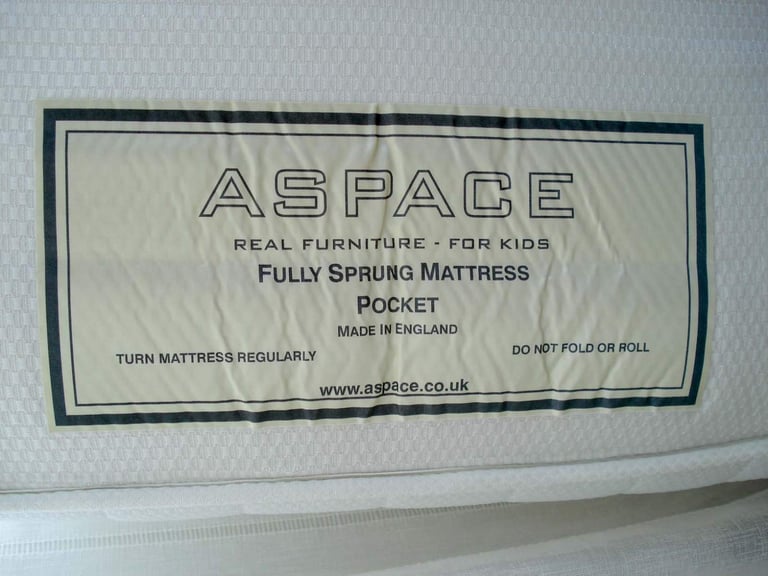 ASPACE
REAL FURNITURE - FOR KIDS
FULLY SPRUNG MATTRESS
POCKET
MADE IN ENGLAND
TURN MATTRESS REGULARLY
DO NOT FOLD OR ROLL
www.aspace.co.uk